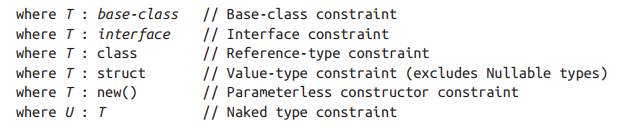 where T : base-class // Base-class constraint
where T : interface // Interface constraint
where T : class // Reference-type constraint
where T : struct // Value-type constraint (excludes Nullable types)
where T : new() // Parameterless constructor constraint
where U : T // Naked type constraint